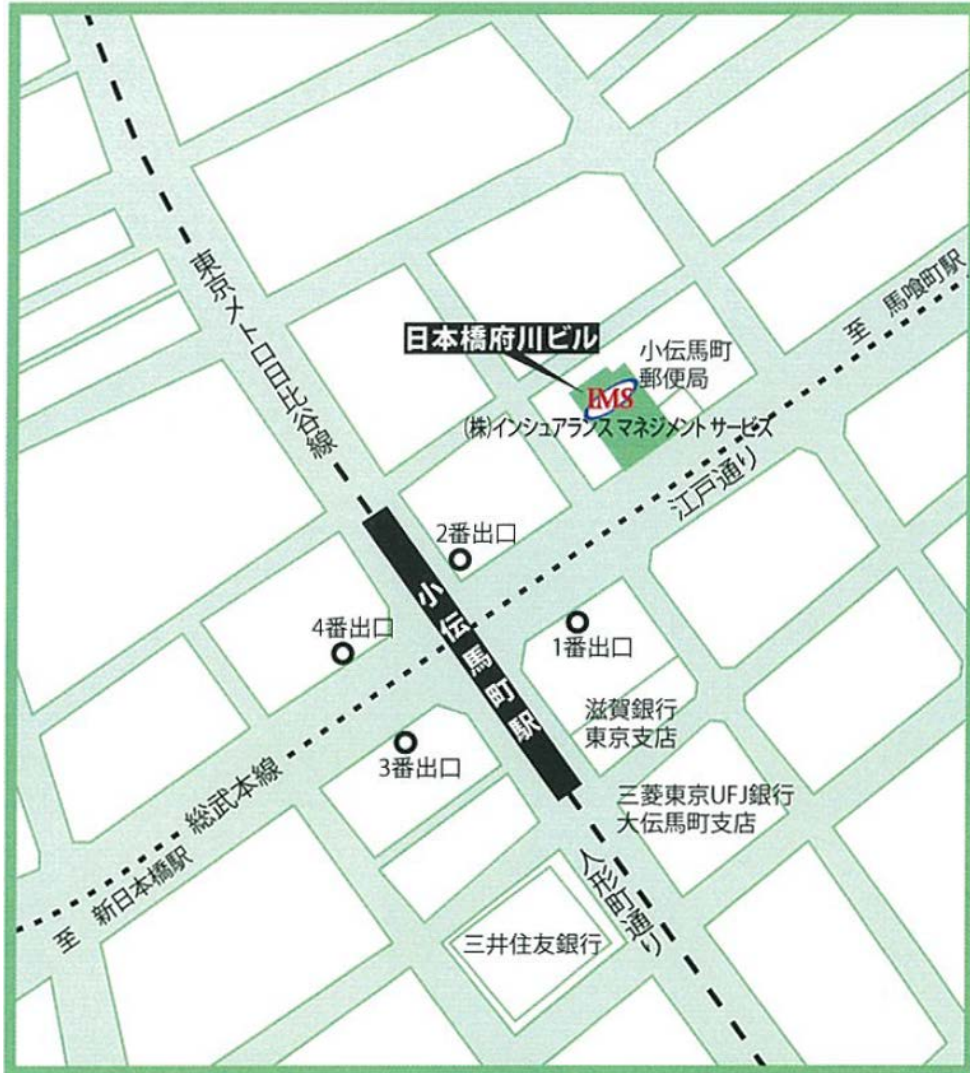 東京メトロ日比谷線
日本橋府川ビル
小伝馬町
郵便局
至 馬喰町駅
IMS
(株)インシュアランス マネジメント サービス
江戸通り
2番出口
小伝馬町駅
4番出口
1番出口
3番出口
滋賀銀行
東京支店
総武本線
三菱東京UFJ銀行
大伝馬町支店
至 新日本橋駅
人形町通り
三井住友銀行